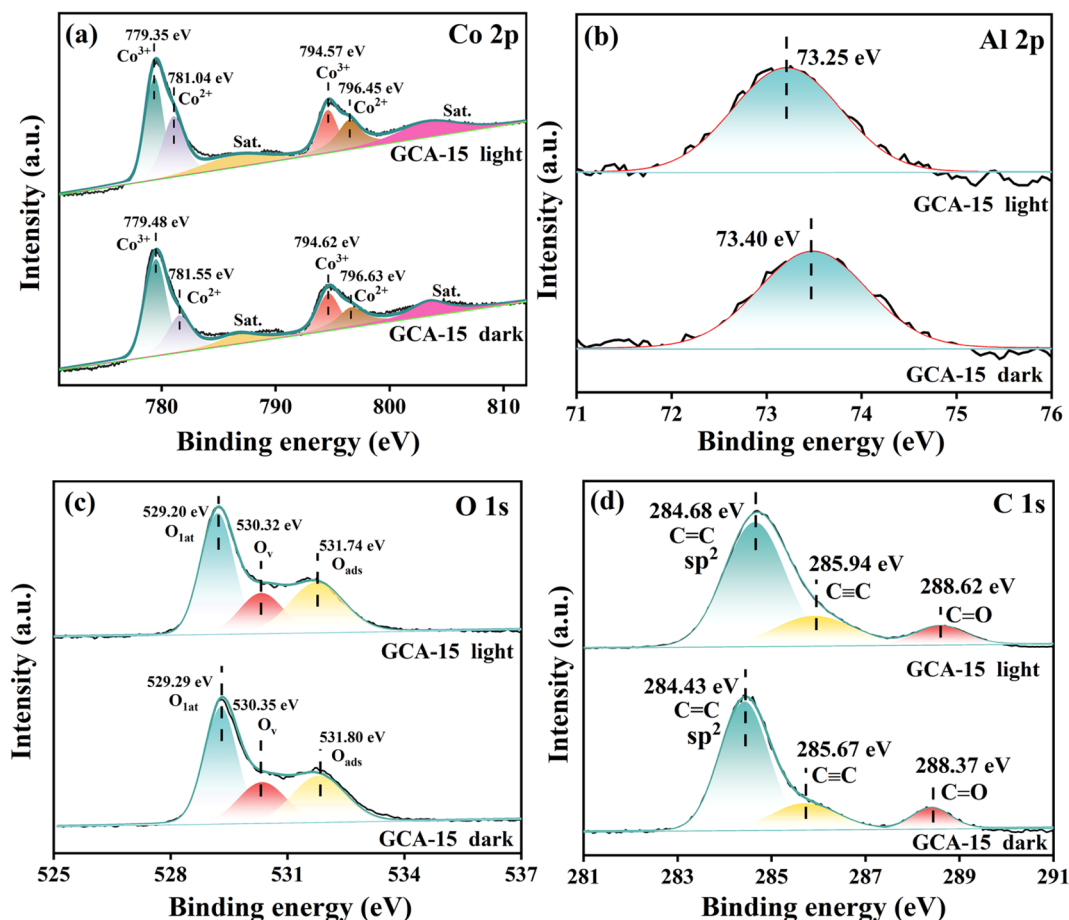 (a)
Co 2p
779.35 eV
Co³⁺
781.04 eV
Co²⁺
Sat.
794.57 eV
Co³⁺
796.45 eV
Co²⁺
Sat.
GCA-15 light
779.48 eV
Co³⁺
781.55 eV
Co²⁺
Sat.
794.62 eV
Co³⁺
796.63 eV
Co²⁺
Sat.
GCA-15 dark
Intensity (a.u.)
780 790 800 810
Binding energy (eV)
(b)
Al 2p
73.25 eV
GCA-15 light
73.40 eV
GCA-15 dark
Intensity (a.u.)
71 72 73 74 75 76
Binding energy (eV)
(c)
O 1s
529.20 eV
O1at
530.32 eV
Ov
531.74 eV
Oads
GCA-15 light
529.29 eV
O1at
530.35 eV
Ov
531.80 eV
Oads
GCA-15 dark
Intensity (a.u.)
525 528 531 534 537
Binding energy (eV)
(d)
C 1s
284.68 eV
C=C
sp²
285.94 eV
C≡C
288.62 eV
C=O
GCA-15 light
284.43 eV
C=C
sp²
285.67 eV
C≡C
288.37 eV
C=O
GCA-15 dark
Intensity (a.u.)
281 283 285 287 289 291
Binding energy (eV)